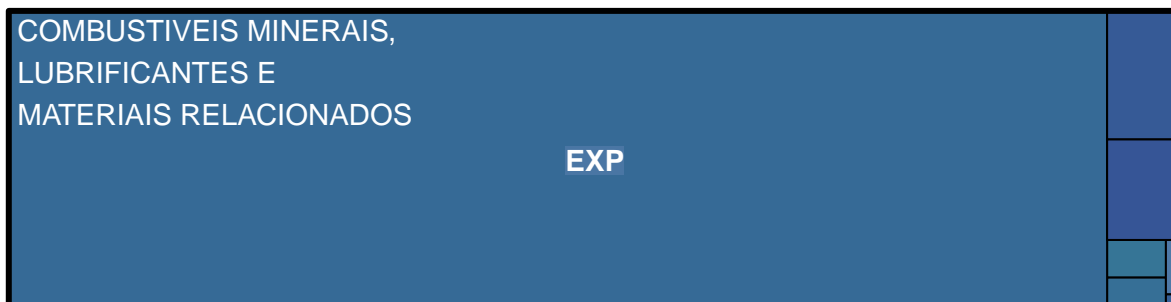 COMBUSTIVEIS MINERAIS,
LUBRIFICANTES E
MATERIAIS RELACIONADOS
EXP